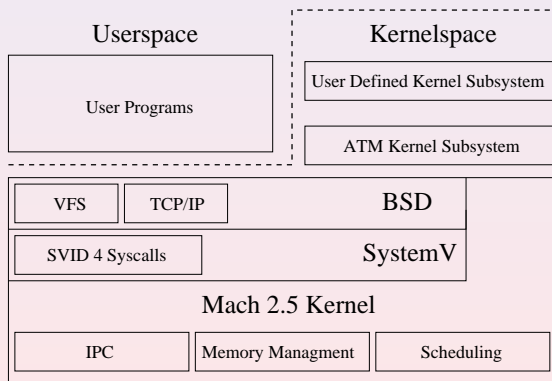 Userspace
Kernelspace
User Programs
User Defined Kernel Subsystem
ATM Kernel Subsystem
VFS
TCP/IP
BSD
SVID 4 Syscalls
SystemV
Mach 2.5 Kernel
IPC
Memory Managment
Scheduling